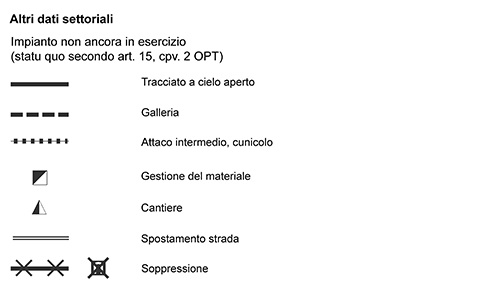 Altri dati settoriali
Impianto non ancora in esercizio
(statu quo secondo art. 15, cpv. 2 OPT)
Tracciato a cielo aperto
Galleria
Attaco intermedio, cunicolo
Gestione del materiale
Cantiere
Spostamento strada
Soppressione